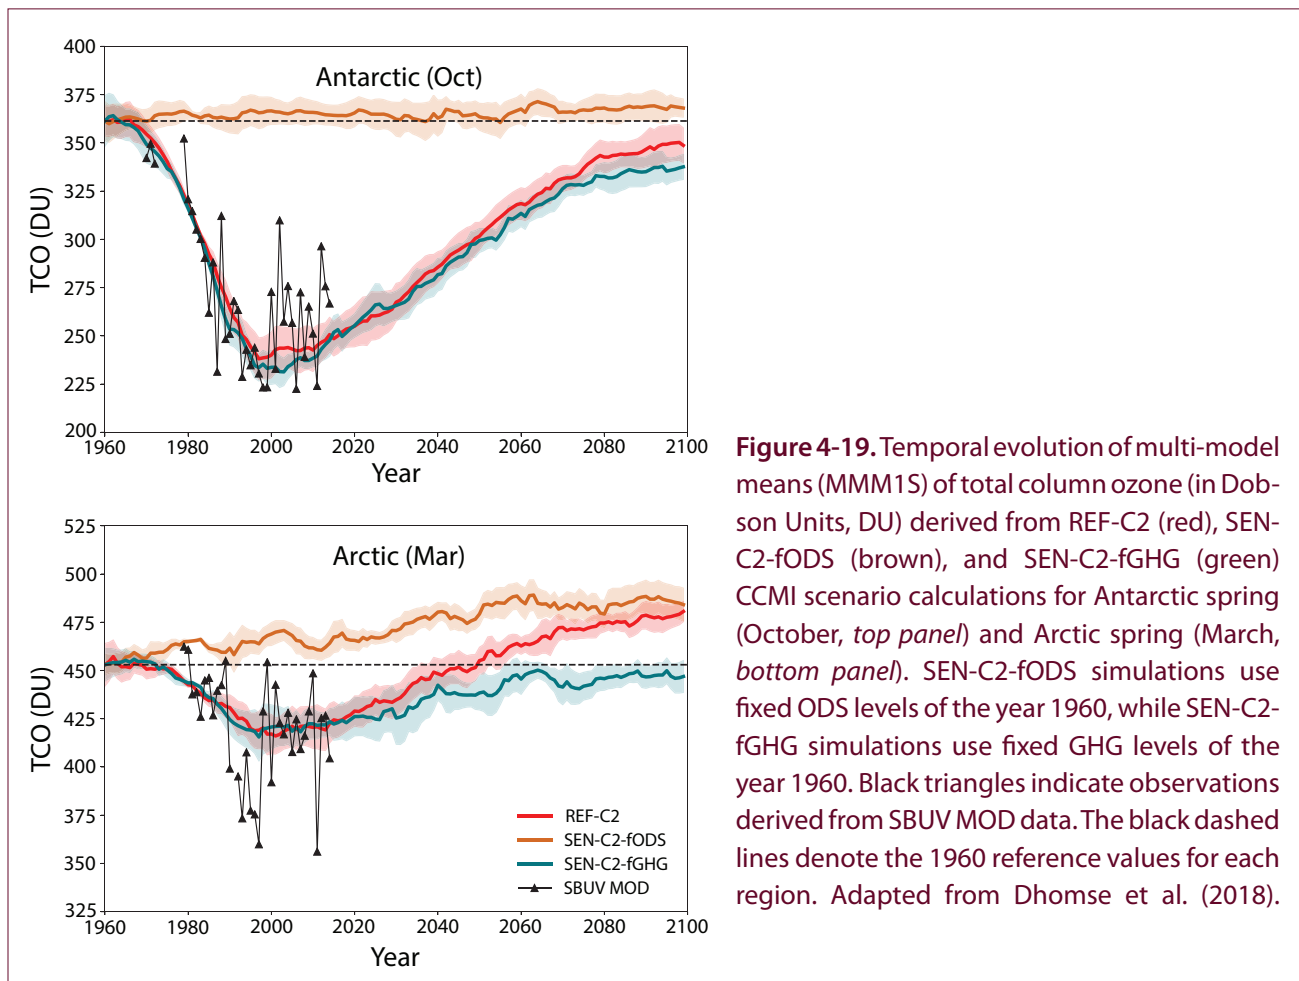 400
375
350
325
300
275
250
225
200
TCO (DU)
Antarctic (Oct)
1960 1980 2000 2020 2040 2060 2080 2100
Year
525
500
475
450
425
400
375
350
325
TCO (DU)
Arctic (Mar)
REF-C2
SEN-C2-fODS
SEN-C2-fGHG
SBUV MOD
1960 1980 2000 2020 2040 2060 2080 2100
Year
Figure 4-19. Temporal evolution of multi-model
means (MMM1S) of total column ozone (in Dob-
son Units, DU) derived from REF-C2 (red), SEN-
C2-fODS (brown), and SEN-C2-fGHG (green)
CCMI scenario calculations for Antarctic spring
(October, top panel) and Arctic spring (March,
bottom panel). SEN-C2-fODS simulations use
fixed ODS levels of the year 1960, while SEN-C2-
fGHG simulations use fixed GHG levels of the
year 1960. Black triangles indicate observations
derived from SBUV MOD data. The black dashed
lines denote the 1960 reference values for each
region. Adapted from Dhomse et al. (2018).